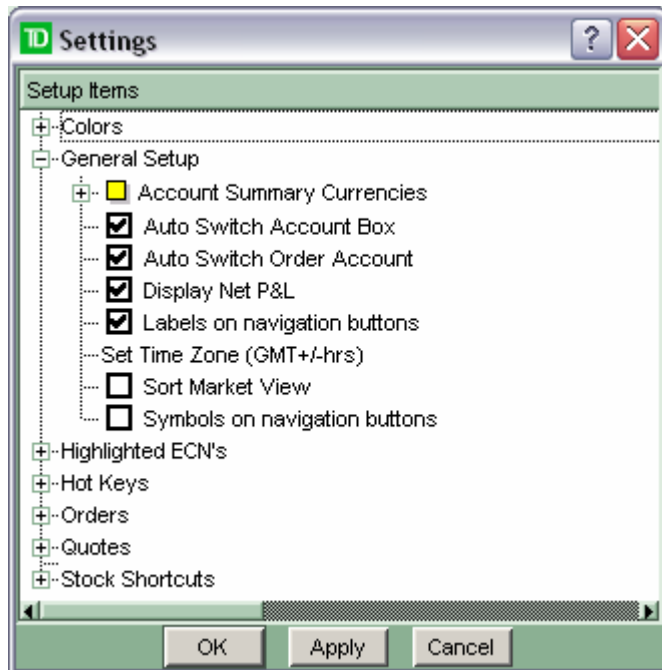 TD Settings
Setup Items
Colors
General Setup
Account Summary Currencies
Auto Switch Account Box
Auto Switch Order Account
Display Net P&L
Labels on navigation buttons
Set Time Zone (GMT+/-hrs)
Sort Market View
Symbols on navigation buttons
Highlighted ECN's
Hot Keys
Orders
Quotes
Stock Shortcuts
OK Apply Cancel